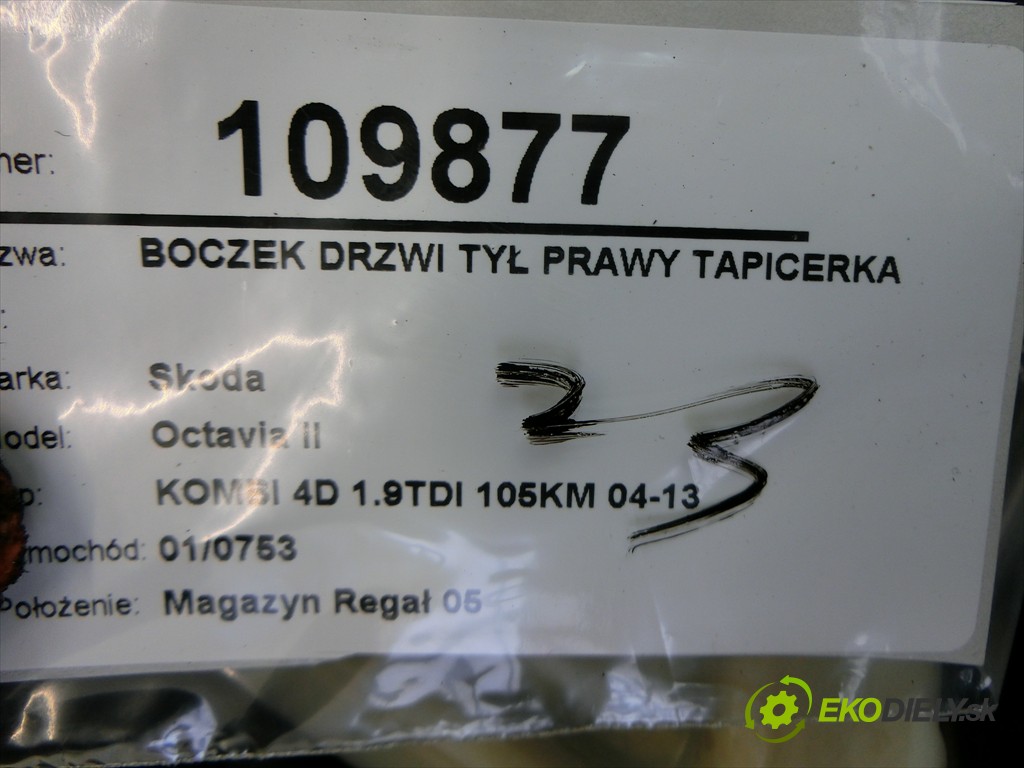 ner: 109877
zwa: BOCZEK DRZWI TYŁ PRAWY TAPICERKA
:
arka: Skoda
odel: Octavia II
p: KOMBI 4D 1.9TDI 105KM 04-13
mochód: 01/0753
Położenie: Magazyn Regał 05
EKODIELY.sk